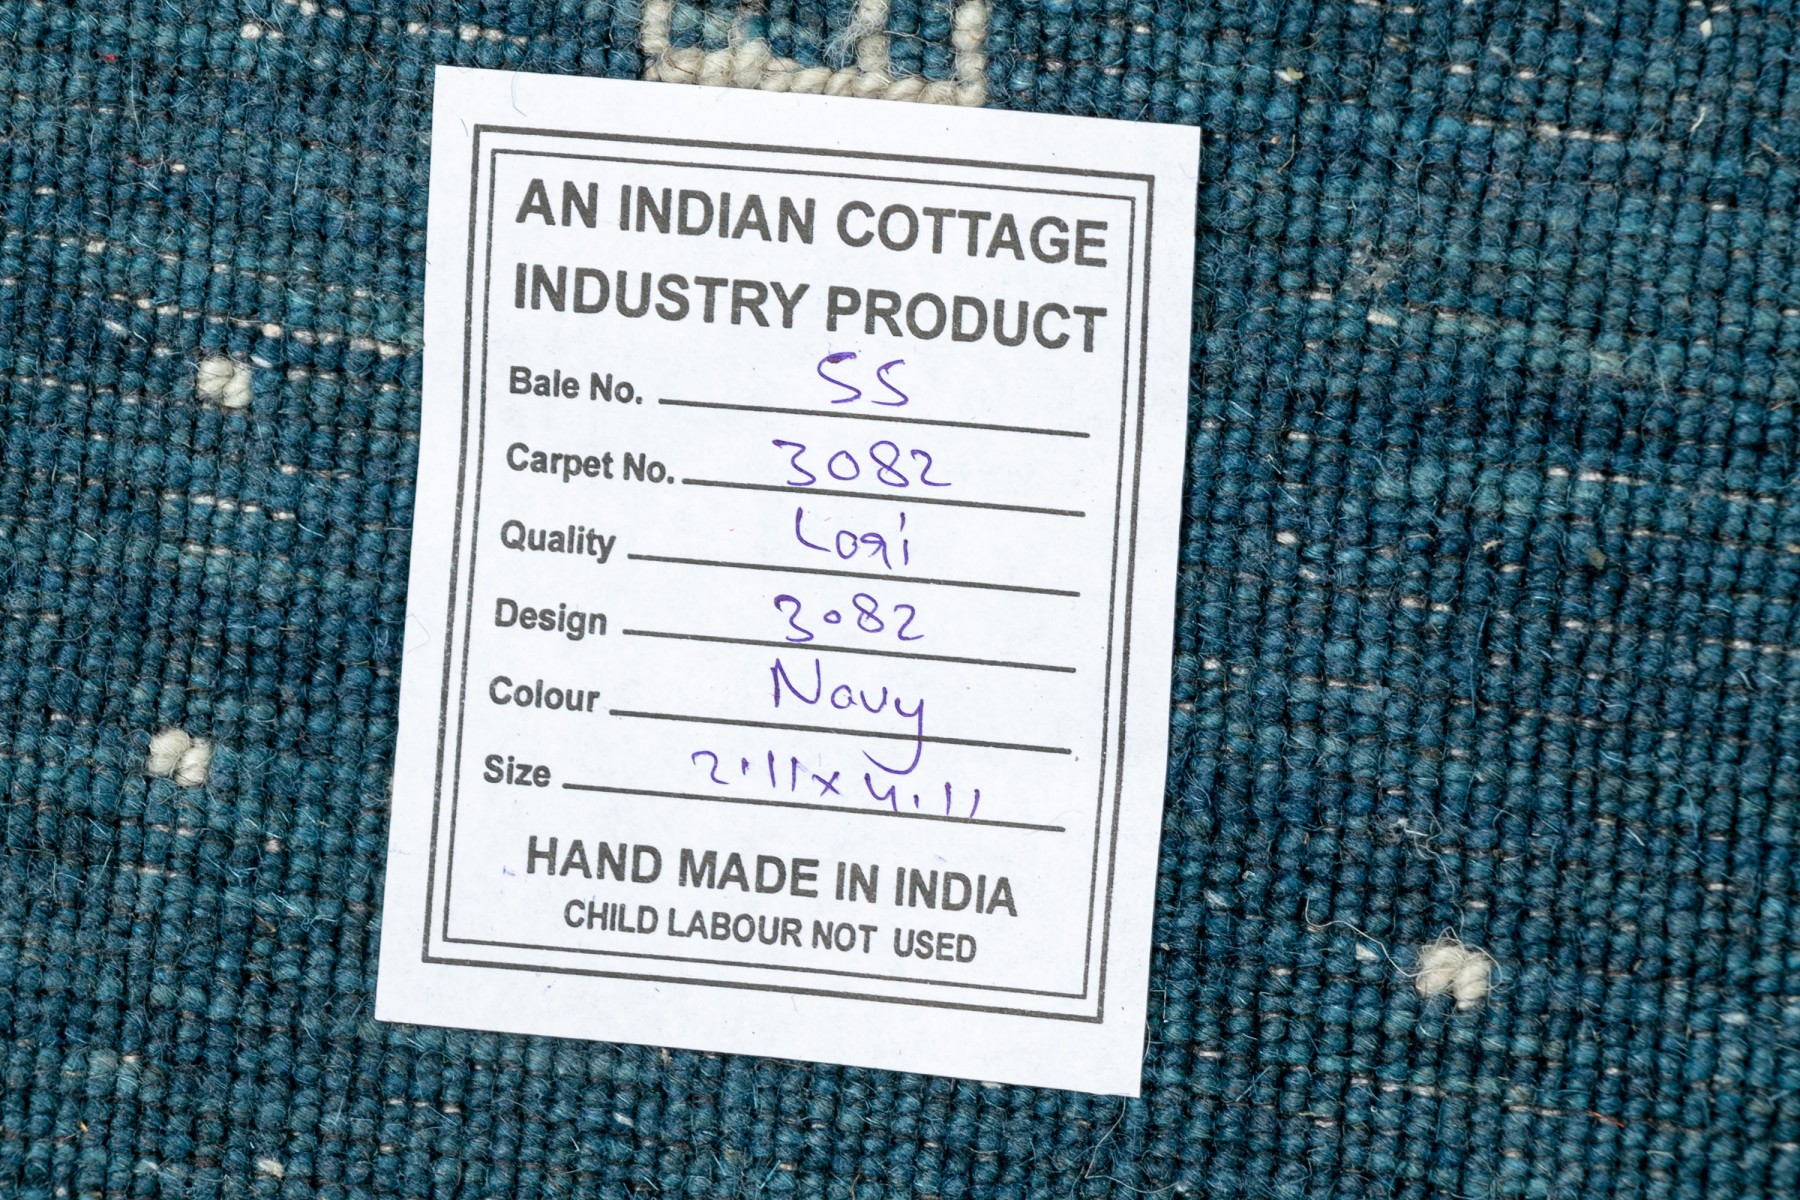 AN INDIAN COTTAGE
INDUSTRY PRODUCT
Bale No. 55
Carpet No. 3082
Quality Lori
Design 3082
Colour Navy
Size 2.11x4.11
HAND MADE IN INDIA
CHILD LABOUR NOT USED